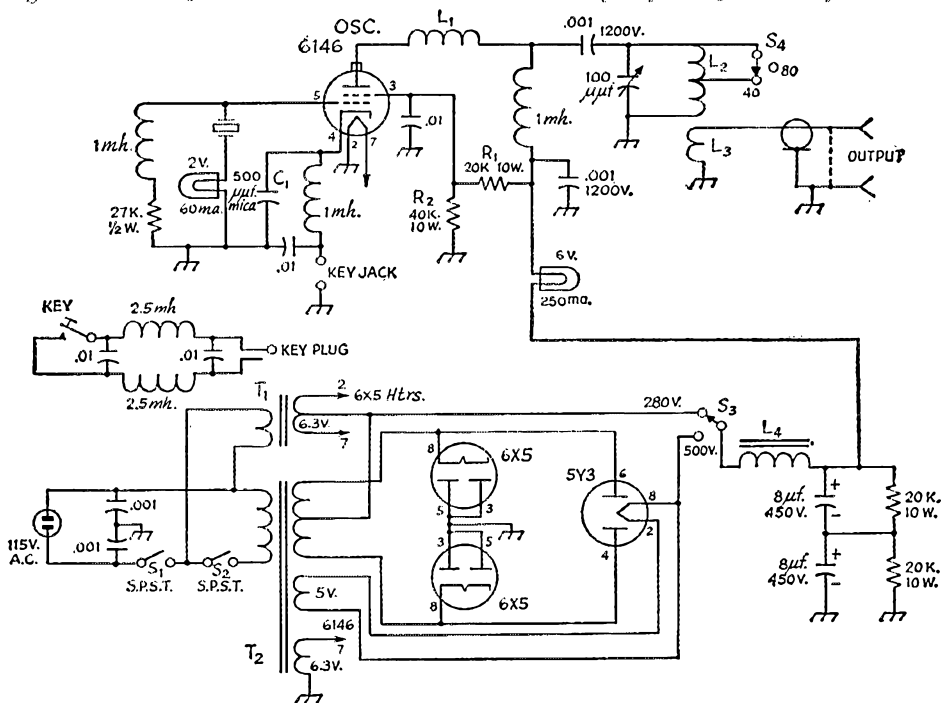 L1
OSC.
6146
.001
1200V.
S4
L2
80
40
100
μμf.
5
3
4
2
7
.01
1mh.
1mh.
2V.
60ma.
500
μμf.
mica
C1
1mh.
27K.
1/2 W.
.01
KEY JACK
R1
20K 10W.
R2
40K.
10W.
.001
1200V.
L3
OUTPUT
6V.
250ma.
KEY
2.5mh.
.01
.01
KEY PLUG
2.5mh.
T1
2
6X5 Htrs.
6.3V.
7
280V.
S3
500V.
L4
8
6X5
5
3
5Y3
6
8
2
4
3
5
8
6X5
115V.
A.C.
.001
.001
S1
S.P.S.T.
S2
S.P.S.T.
5V.
6146
7
T2
6.3V.
8μf.
450V.
+
-
20K.
10W.
8μf.
450V.
+
-
20K.
10W.